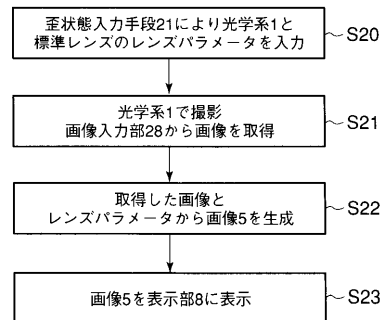 歪状態入力手段21により光学系1と
標準レンズのレンズパラメータを入力
S20
光学系1で撮影
画像入力部28から画像を取得
S21
取得した画像と
レンズパラメータから画像5を生成
S22
画像5を表示部8に表示
S23